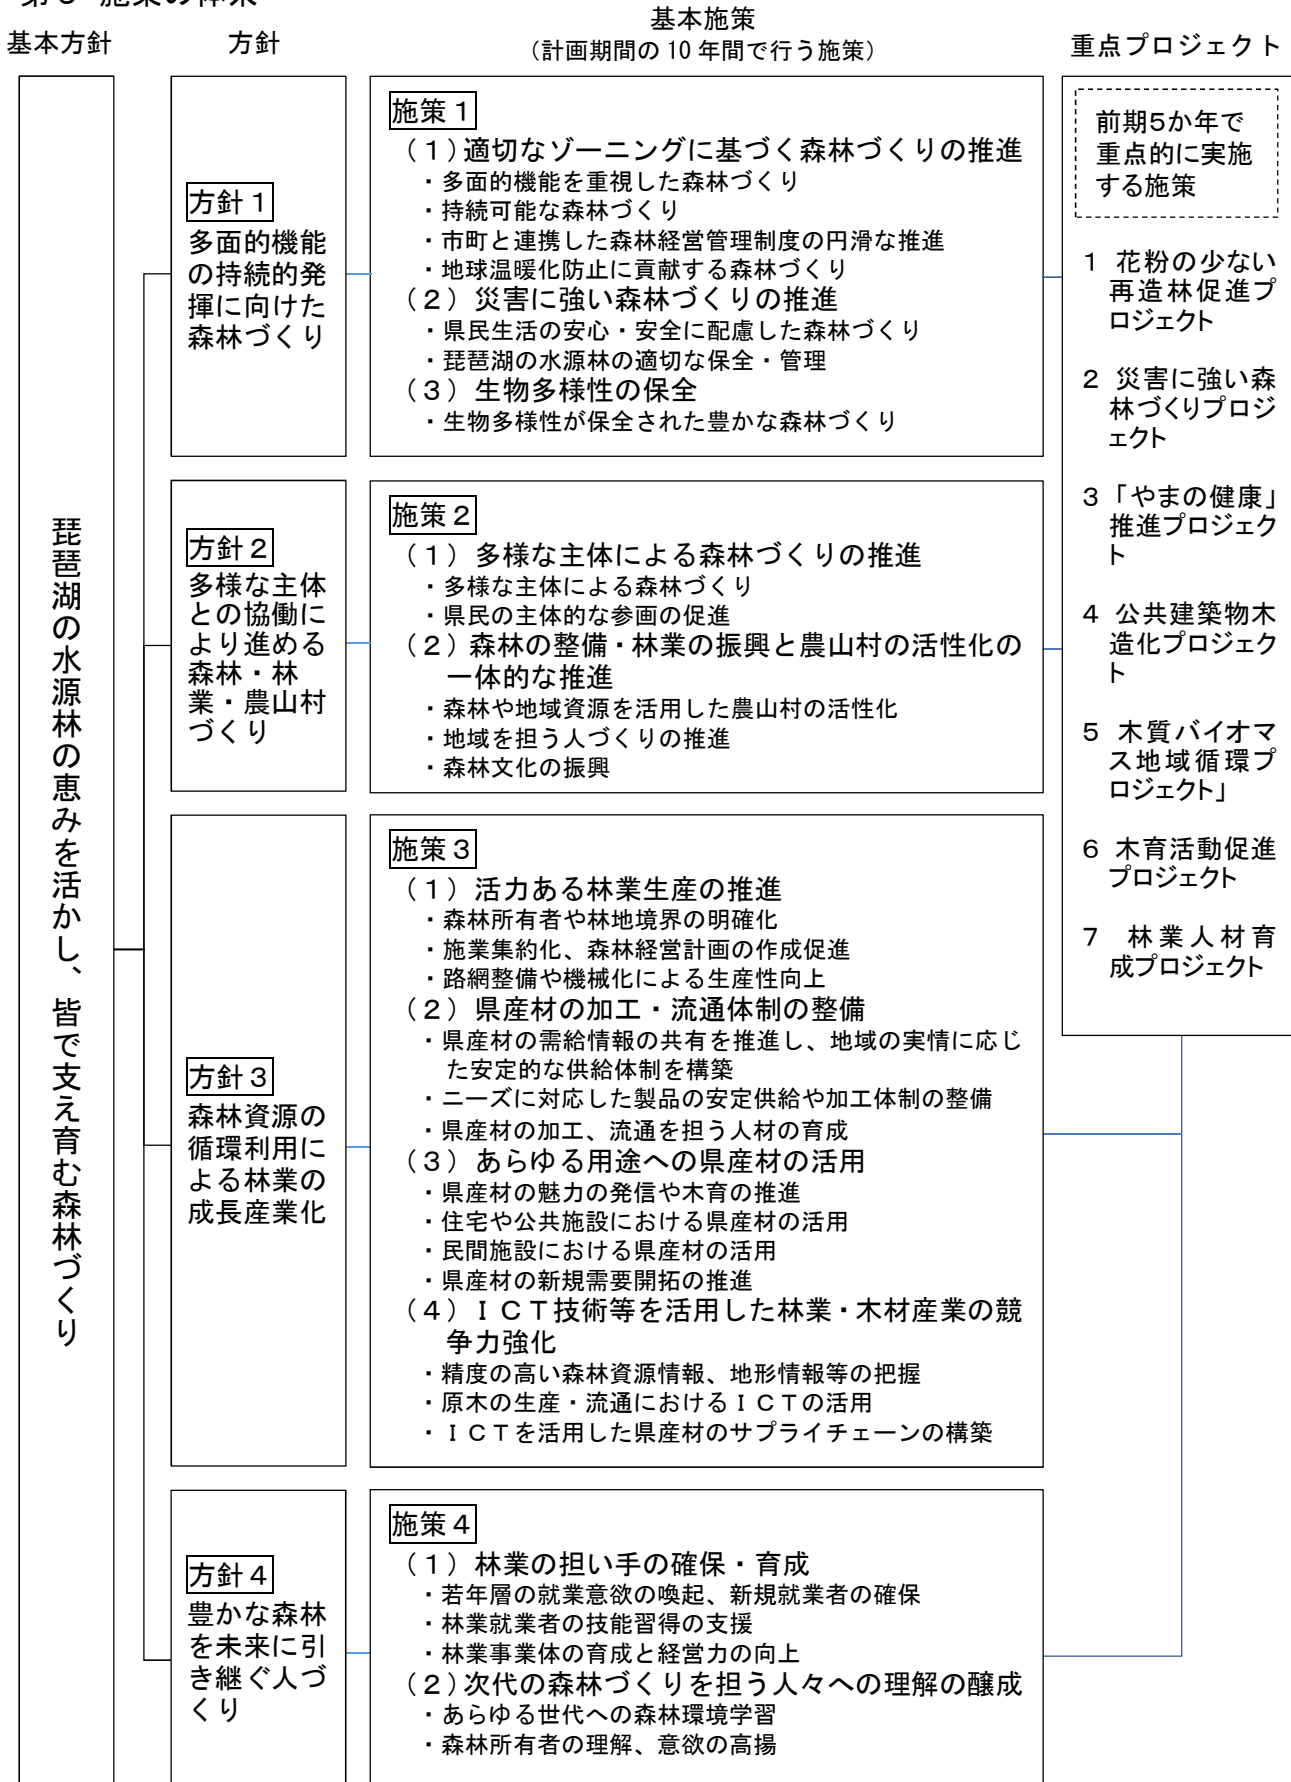 基本方針
方針
基本施策
（計画期間の10年間で行う施策）
重点プロジェクト
琵琶湖の水源林の恵みを活かし、皆で支え育む森林づくり
方針１
多面的機能
の持続的発
揮に向けた
森林づくり
施策１
（１）適切なゾーニングに基づく森林づくりの推進
・多面的機能を重視した森林づくり
・持続可能な森林づくり
・市町と連携した森林経営管理制度の円滑な推進
・地球温暖化防止に貢献する森林づくり
（２）災害に強い森林づくりの推進
・県民生活の安心・安全に配慮した森林づくり
・琵琶湖の水源林の適切な保全・管理
（３）生物多様性の保全
・生物多様性が保全された豊かな森林づくり
方針２
多様な主体
との協働に
より進める
森林・林
業・農山村
づくり
施策２
（１）多様な主体による森林づくりの推進
・多様な主体による森林づくり
・県民の主体的な参画の促進
（２）森林の整備・林業の振興と農山村の活性化の
一体的な推進
・森林や地域資源を活用した農山村の活性化
・地域を担う人づくりの推進
・森林文化の振興
方針３
森林資源の
循環利用に
よる林業の
成長産業化
施策３
（１）活力ある林業生産の推進
・森林所有者や林地境界の明確化
・施業集約化、森林経営計画の作成促進
・路網整備や機械化による生産性向上
（２）県産材の加工・流通体制の整備
・県産材の需給情報の共有を推進し、地域の実情に応じ
た安定的な供給体制を構築
・ニーズに対応した製品の安定供給や加工体制の整備
・県産材の加工、流通を担う人材の育成
（３）あらゆる用途への県産材の活用
・県産材の魅力の発信や木育の推進
・住宅や公共施設における県産材の活用
・民間施設における県産材の活用
・県産材の新規需要開拓の推進
（４）ＩＣＴ技術等を活用した林業・木材産業の競
争力強化
・精度の高い森林資源情報、地形情報等の把握
・原木の生産・流通におけるＩＣＴの活用
・ＩＣＴを活用した県産材のサプライチェーンの構築
方針４
豊かな森林
を未来に引
き継ぐ人づ
くり
施策４
（１）林業の担い手の確保・育成
・若年層の就業意欲の喚起、新規就業者の確保
・林業就業者の技能習得の支援
・林業事業体の育成と経営力の向上
（２）次代の森林づくりを担う人々への理解の醸成
・あらゆる世代への森林環境学習
・森林所有者の理解、意欲の高揚
前期５か年で
重点的に実施
する施策
１ 花粉の少ない
再造林促進プ
ロジェクト
２ 災害に強い森
林づくりプロジ
ェクト
３「やまの健康」
推進プロジェク
ト
４ 公共建築物木
造化プロジェク
ト
５ 木質バイオマ
ス地域循環プ
ロジェクト」
６ 木育活動促進
プロジェクト
７ 林業人材育
成プロジェクト